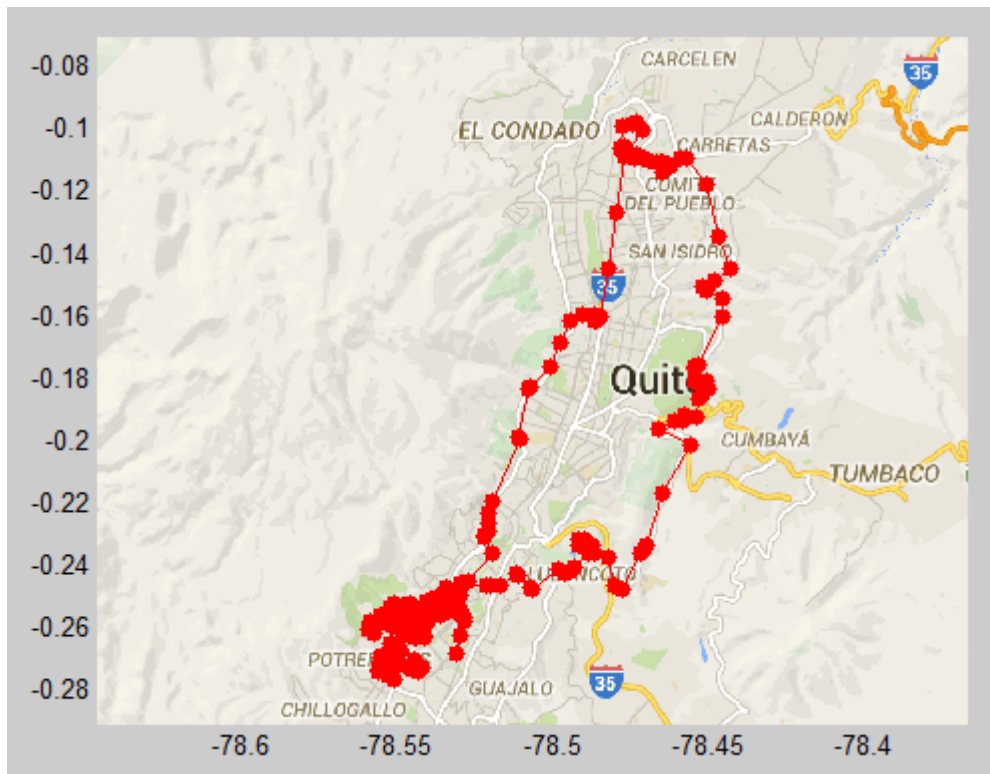 -0.08
-0.1
-0.12
-0.14
-0.16
-0.18
-0.2
-0.22
-0.24
-0.26
-0.28
CARCELEN
35
CALDERON
EL CONDADO
CARRETAS
COMITE
DEL PUEBLO
SAN ISIDRO
35
Quito
CUMBAYÁ
TUMBACO
GUAJALO
35
CHILLOGALLO
-78.6
-78.55
-78.5
-78.45
-78.4